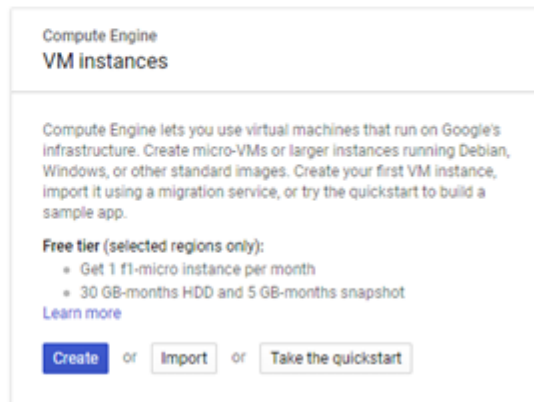 Compute Engine
VM instances
Compute Engine lets you use virtual machines that run on Google's
infrastructure. Create micro-VMs or larger instances running Debian,
Windows, or other standard images. Create your first VM instance,
import it using a migration service, or try the quickstart to build a
sample app.
Free tier (selected regions only):
Get 1 f1-micro instance per month
30 GB-months HDD and 5 GB-months snapshot
Learn more
Create or Import or Take the quickstart